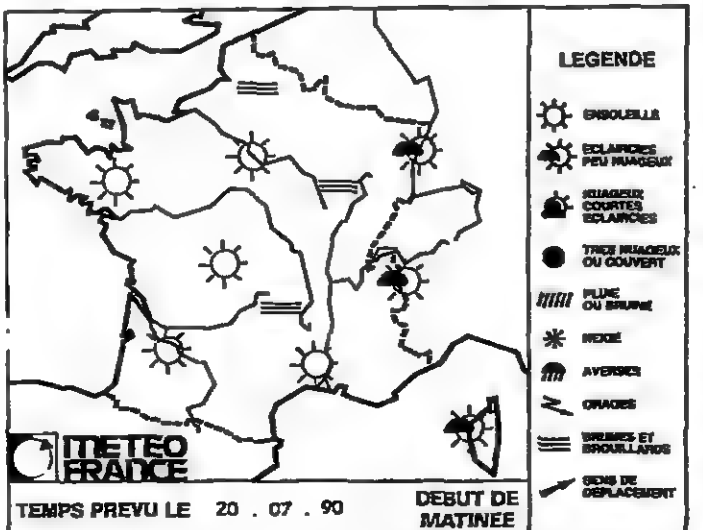 LEGENDE
ENSOLEILLE
ECLAIRCIES
PEU NUAGEUX
NUAGEUX
COURTES
ECLAIRCIES
TRES NUAGEUX
OU COUVERT
PLUIE
OU BRUINE
NEIGE
AVERSES
ORAGES
BRUMES ET
BROUILLARDS
SENS DE
DEPLACEMENT
METEO
FRANCE
TEMPS PREVU LE 20 . 07 . 90
DEBUT DE
MATINEE